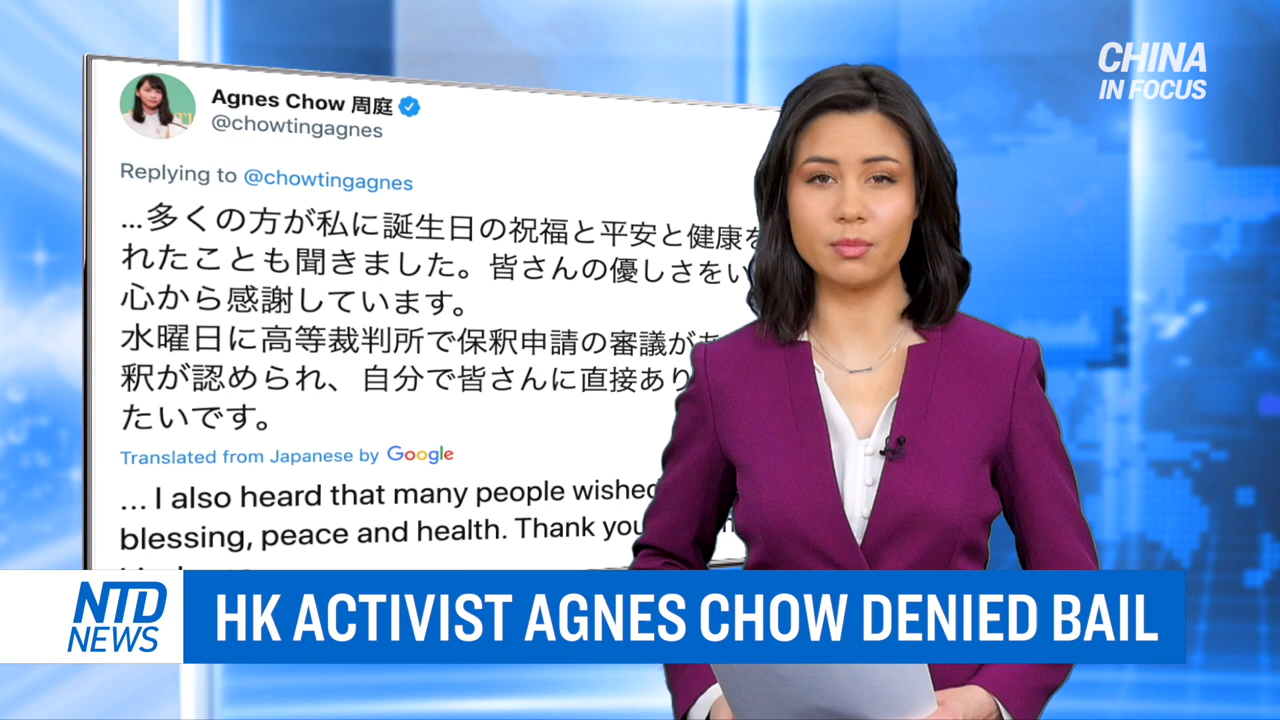 CHINA
IN FOCUS
Agnes Chow 周庭
@chowtingagnes
Replying to @chowtingagnes
...多くの方が私に誕生日の祝福と平安と健康を
れたことも聞きました。皆さんの優しさをい
心から感謝しています。
水曜日に高等裁判所で保釈申請の審議があ
釈が認められ、自分で皆さんに直接あり
たいです。
Translated from Japanese by Google
... I also heard that many people wished
blessing, peace and health. Thank you
NTD
NEWS
HK ACTIVIST AGNES CHOW DENIED BAIL